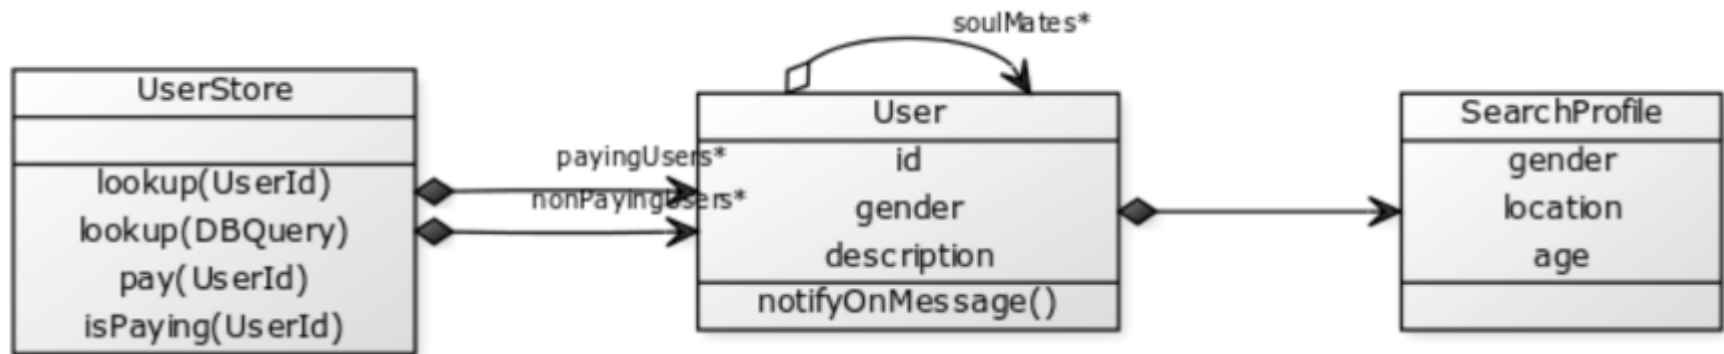 soulMates*
UserStore
lookup(UserId)
lookup(DBQuery)
pay(UserId)
isPaying(UserId)
payingUsers*
nonPayingUsers*
User
id
gender
description
notifyOnMessage()
SearchProfile
gender
location
age